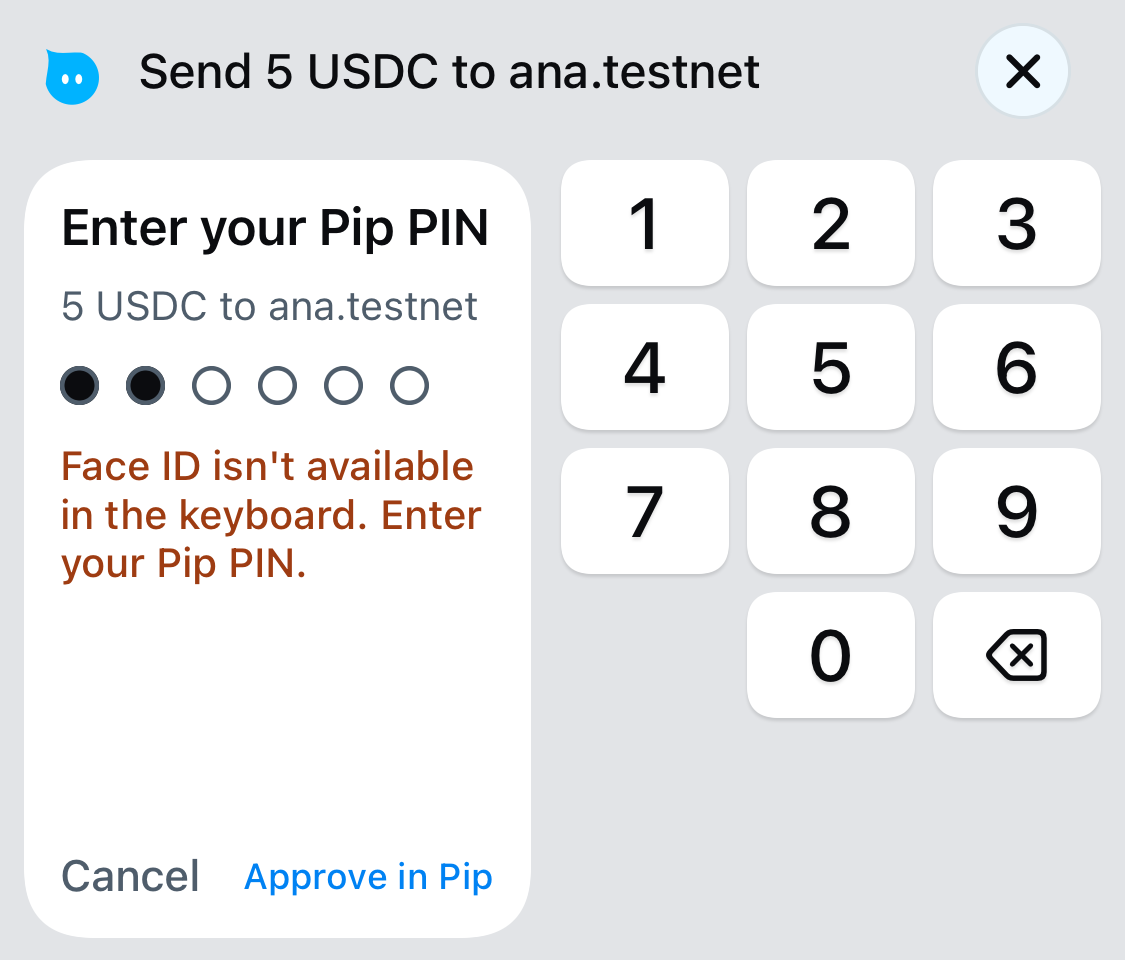 Send 5 USDC to ana.testnet
Enter your Pip PIN
5 USDC to ana.testnet
Face ID isn't available
in the keyboard. Enter
your Pip PIN.
Cancel Approve in Pip
1 2 3
4 5 6
7 8 9
0